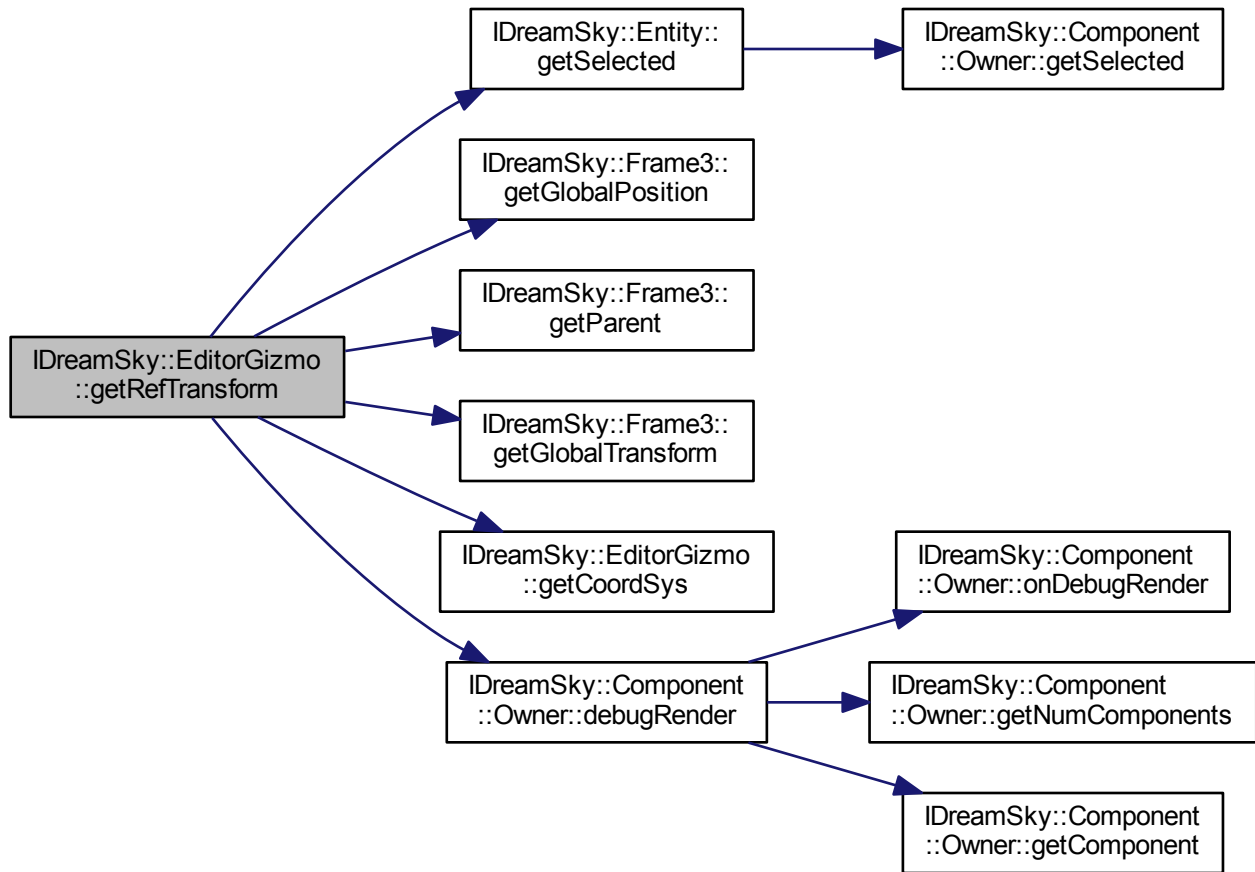 IDreamSky::Entity::
getSelected
IDreamSky::Component
::Owner::getSelected
IDreamSky::Frame3::
getGlobalPosition
IDreamSky::Frame3::
getParent
IDreamSky::EditorGizmo
::getRefTransform
IDreamSky::Frame3::
getGlobalTransform
IDreamSky::EditorGizmo
::getCoordSys
IDreamSky::Component
::Owner::onDebugRender
IDreamSky::Component
::Owner::debugRender
IDreamSky::Component
::Owner::getNumComponents
IDreamSky::Component
::Owner::getComponent